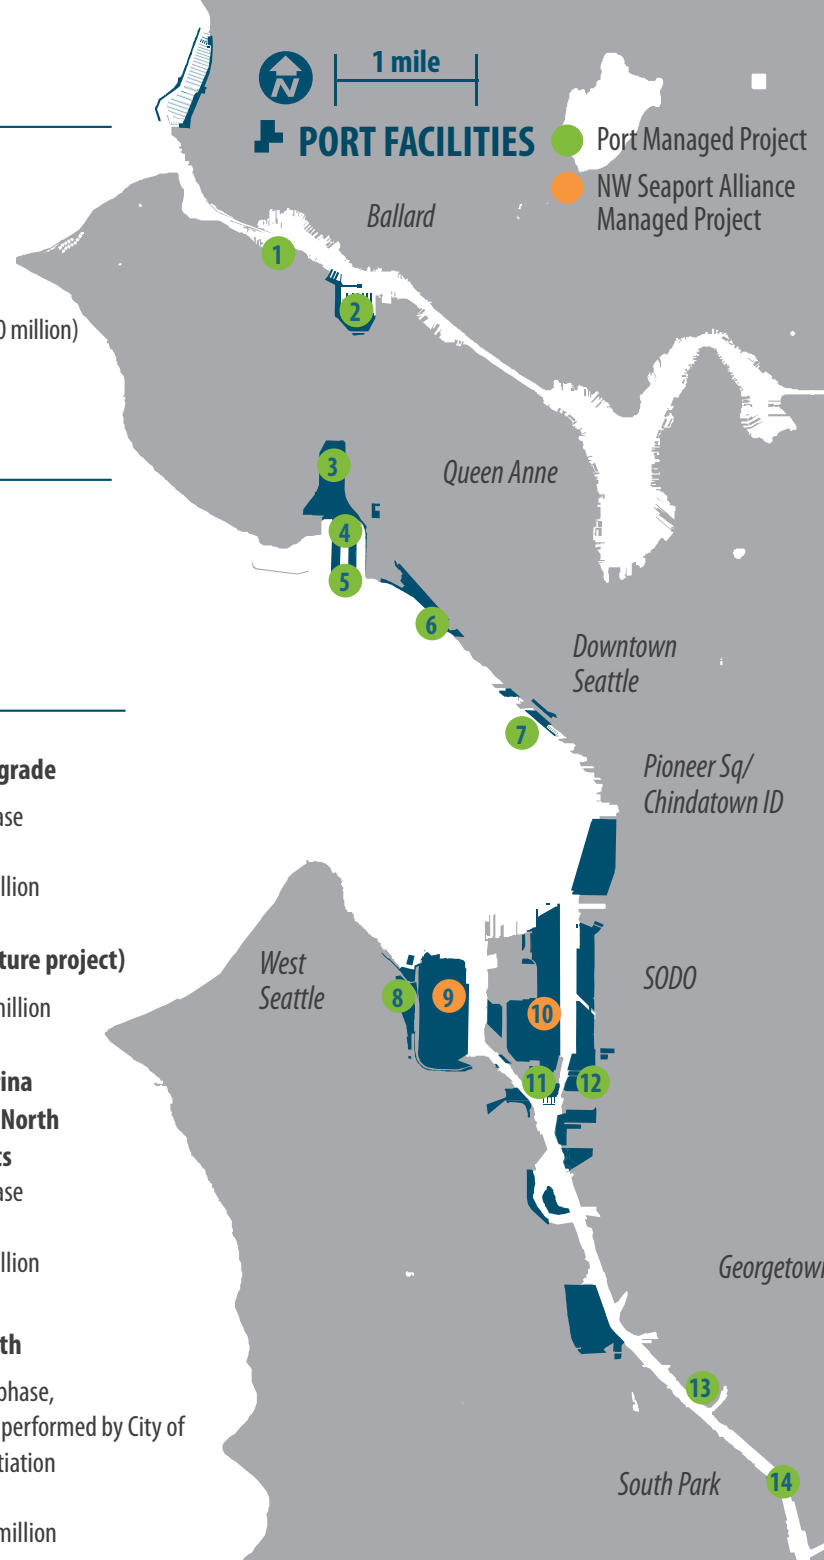 N
1 mile
PORT FACILITIES
Port Managed Project
NW Seaport Alliance
Managed Project
Ballard
1
2
0 million)
3
Queen Anne
4
5
6
Downtown
Seattle
7
grade
Pioneer Sq/
Chindatown ID
ase
llion
ture project)
West
Seattle
SODO
8
9
10
nillion
ina
11
12
North
ts
ase
llion
Georgetown
th
phase,
13
performed by City of
tiation
South Park
14
million